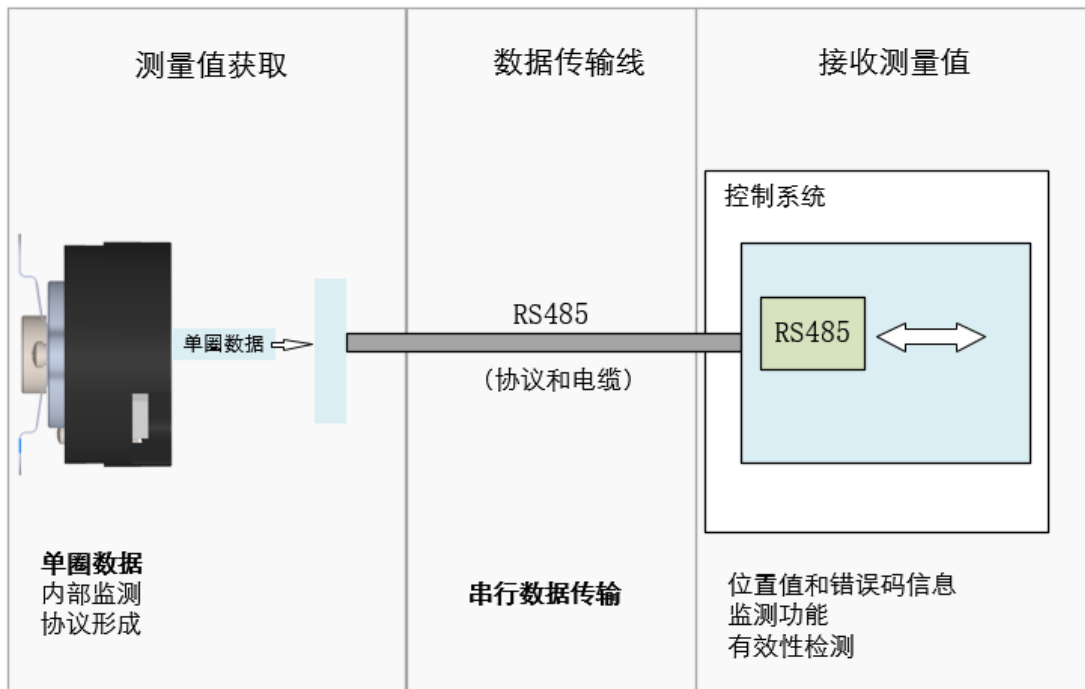 测量值获取
数据传输线
接收测量值
控制系统
单圈数据
RS485
RS485
(协议和电缆)
单圈数据
内部监测
协议形成
串行数据传输
位置值和错误码信息
监测功能
有效性检测